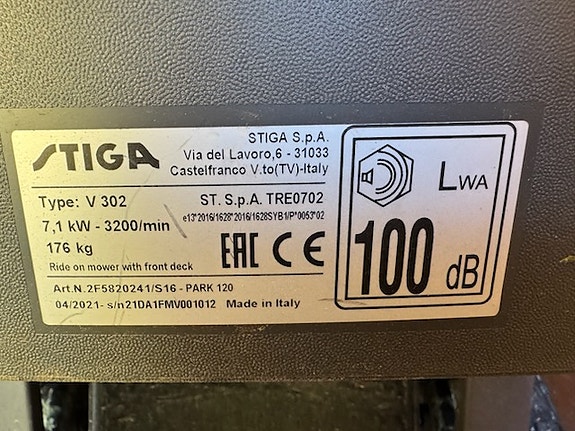 STIGA
STIGA S.p.A.
Via del Lavoro,6 - 31033
Castelfranco V.to(TV)-Italy
Type: V 302
ST. S.p.A. TRE0702
7,1 kW - 3200/min
e13*2016/1628*2016/1628SYB1/P*0053*02
176 kg
EAC CE
Ride on mower with front deck
Art.N.2F5820241/S16 - PARK 120
04/2021- s/n21DA1FMV001012 Made in Italy
LWA
100 dB